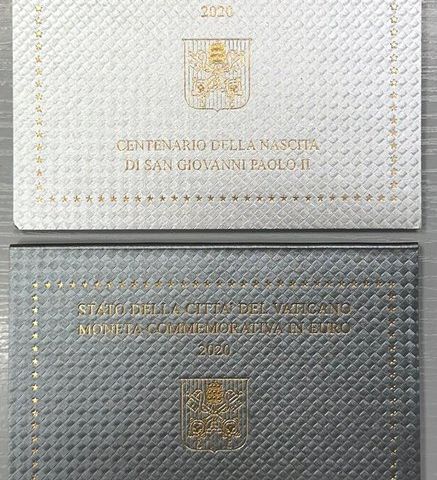 2020
CENTENARIO DELLA NASCITA
DI SAN GIOVANNI PAOLO II
STATO DELLA CITTA' DEL VATICANO
MONETA COMMEMORATIVA IN EURO
2020